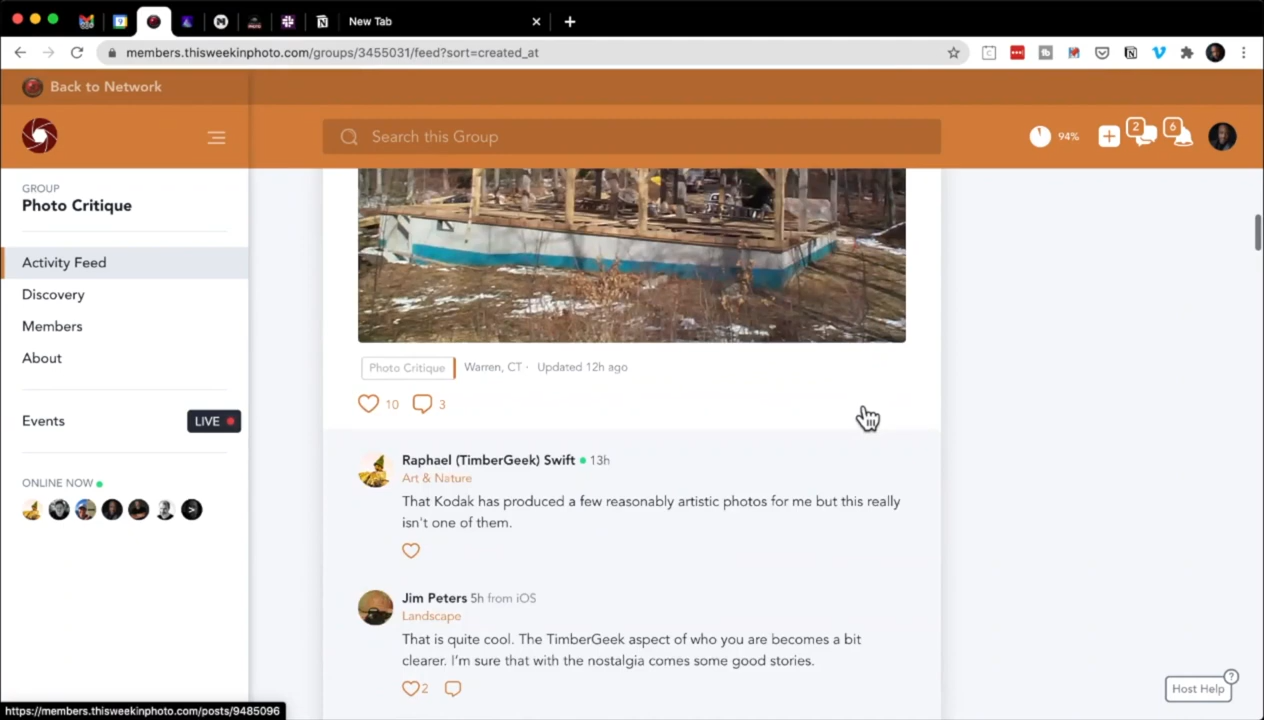 New Tab
members.thisweekinphoto.com/groups/3455031/feed?sort=created_at
Back to Network
Search this Group
94%
2
6
GROUP
Photo Critique
Activity Feed
Discovery
Members
About
Events
LIVE
ONLINE NOW
Photo Critique
Warren, CT · Updated 12h ago
10
3
Raphael (TimberGeek) Swift 13h
Art & Nature
That Kodak has produced a few reasonably artistic photos for me but this really
isn't one of them.
Jim Peters 5h from iOS
Landscape
That is quite cool. The TimberGeek aspect of who you are becomes a bit
clearer. I'm sure that with the nostalgia comes some good stories.
2
Host Help
?
https://members.thisweekinphoto.com/posts/9485096